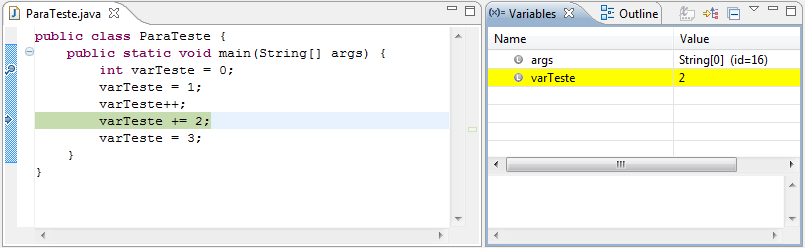 ParaTeste.java
public class ParaTeste {
public static void main(String[] args) {
int varTeste = 0;
varTeste = 1;
varTeste++;
varTeste += 2;
varTeste = 3;
}
}
(x)= Variables Outline
Name Value
args String[0] (id=16)
varTeste 2